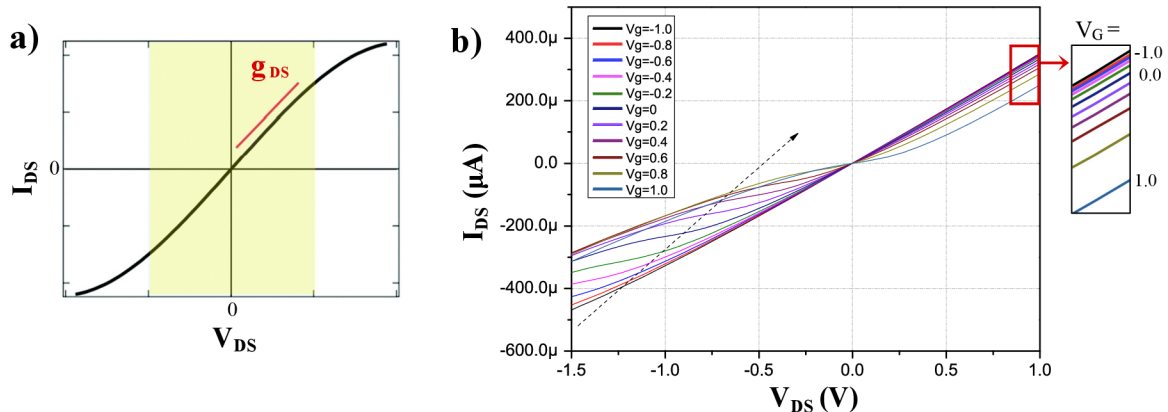 a)
g DS
I DS
0
0
V DS
b)
I DS (µA)
400.0µ
200.0µ
0.0
-200.0µ
-400.0µ
-600.0µ
Vg=-1.0
Vg=-0.8
Vg=-0.6
Vg=-0.4
Vg=-0.2
Vg=0
Vg=0.2
Vg=0.4
Vg=0.6
Vg=0.8
Vg=1.0
-1.5
-1.0
-0.5
0.0
0.5
1.0
V DS (V)
V G =
-1.0
0.0
1.0